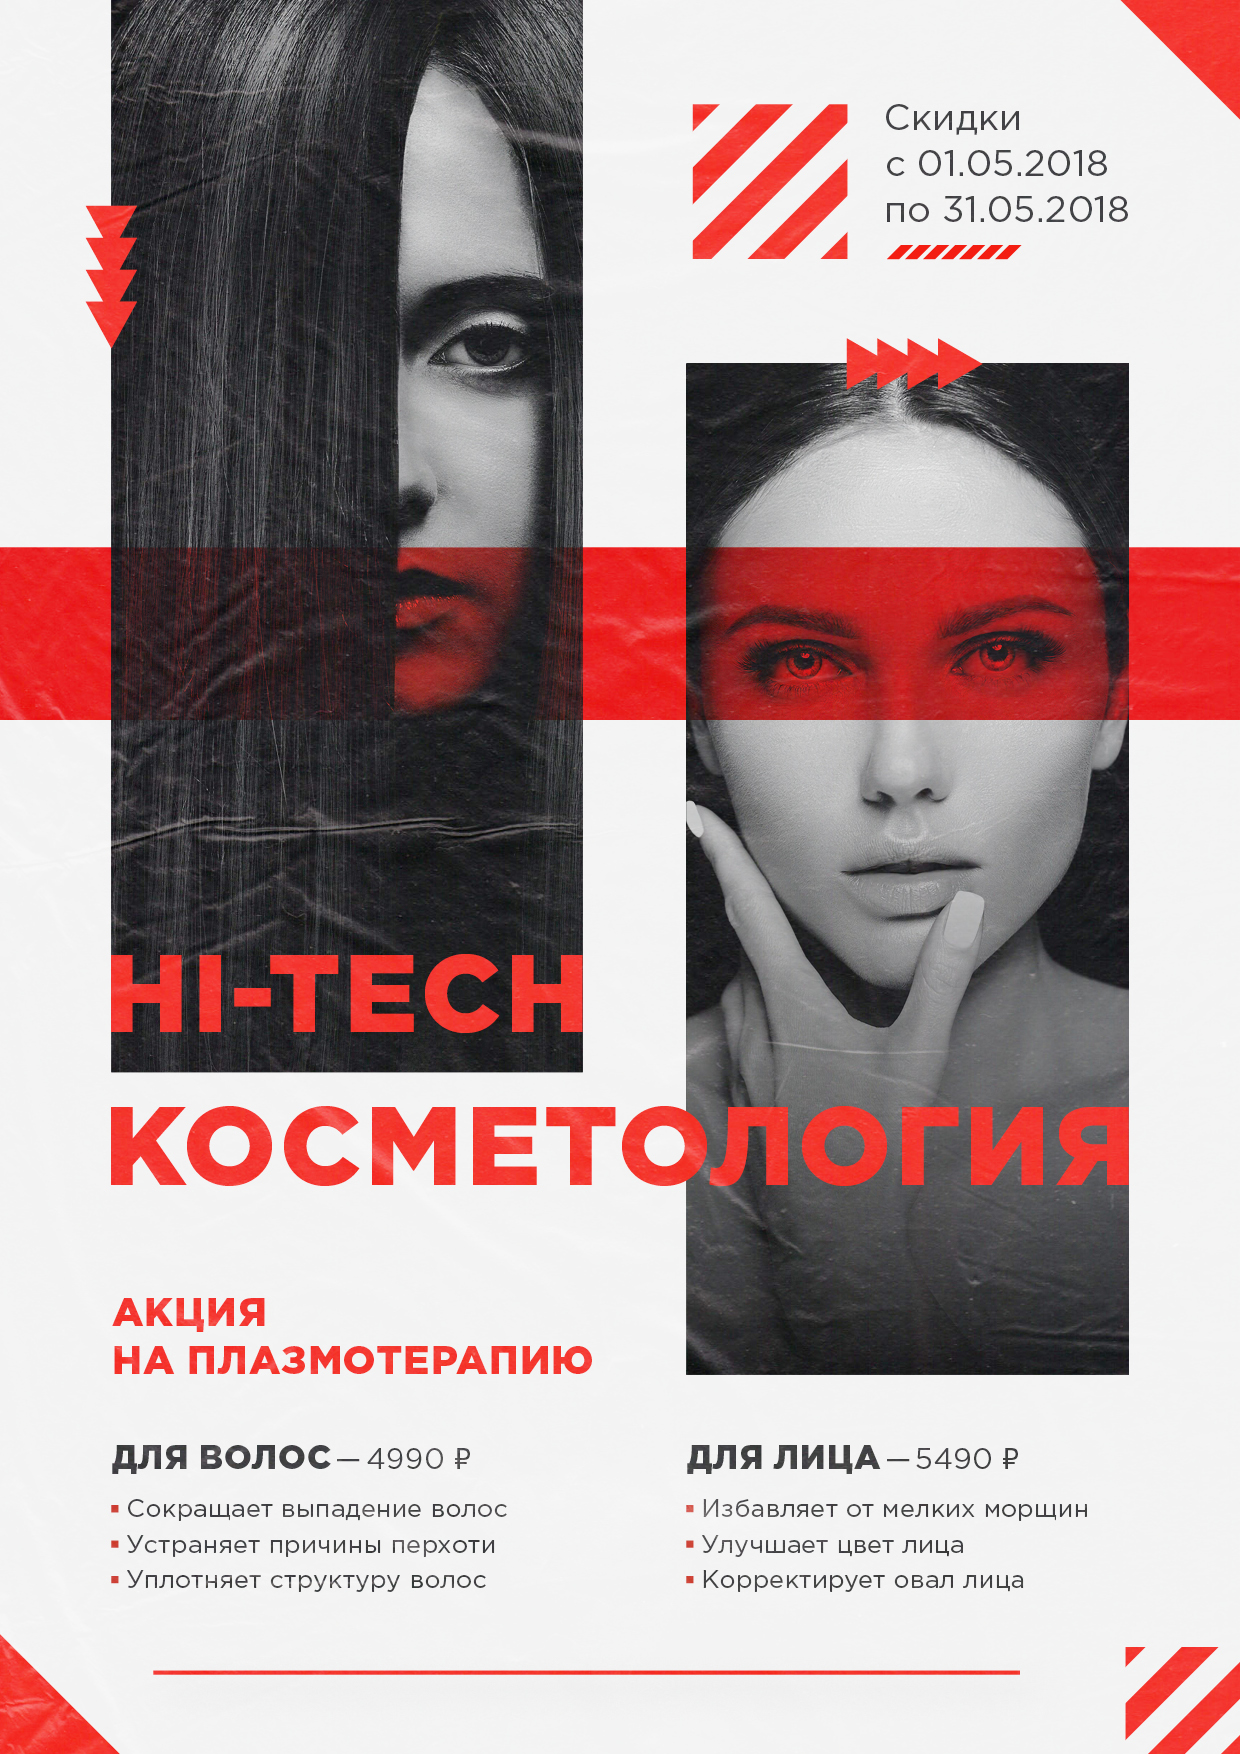 Скидки
с 01.05.2018
по 31.05.2018
HI-TECH
КОСМЕТОЛОГИЯ
АКЦИЯ
НА ПЛАЗМОТЕРАПИЮ
ДЛЯ ВОЛОС — 4990 ₽
▪ Сокращает выпадение волос
▪ Устраняет причины перхоти
▪ Уплотняет структуру волос
ДЛЯ ЛИЦА — 5490 ₽
▪ Избавляет от мелких морщин
▪ Улучшает цвет лица
▪ Корректирует овал лица